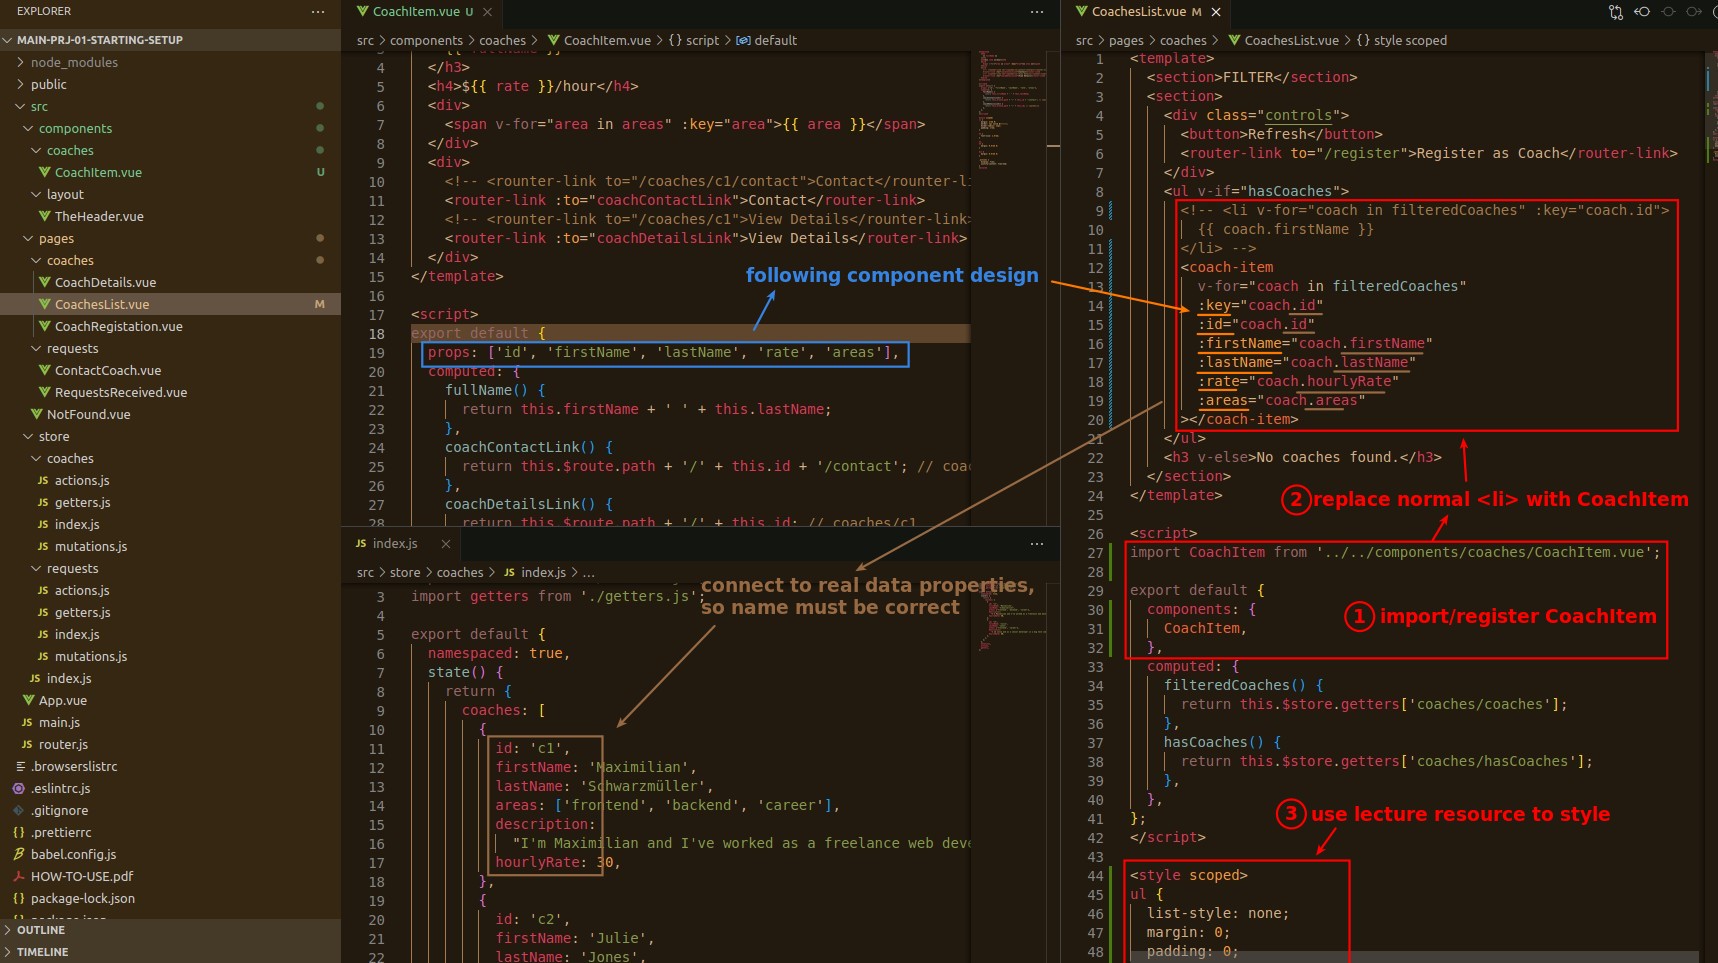 EXPLORER
···
MAIN-PRJ-01-STARTING-SETUP
node_modules
public
src
components
coaches
CoachItem.vue U
layout
TheHeader.vue
pages
coaches
CoachDetails.vue
CoachesList.vue M
CoachRegistation.vue
requests
ContactCoach.vue
RequestsReceived.vue
NotFound.vue
store
coaches
JS actions.js
JS getters.js
JS index.js
JS mutations.js
requests
JS actions.js
JS getters.js
JS index.js
JS mutations.js
JS index.js
App.vue
JS main.js
JS router.js
.browserslistrc
.eslintrc.js
.gitignore
{} .prettierrc
babel.config.js
HOW-TO-USE.pdf
{} package-lock.json
OUTLINE
TIMELINE
CoachItem.vue U ×
···
src > components > coaches > CoachItem.vue > {} script > default
4 </h3>
5 <h4>${{ rate }}/hour</h4>
6 <div>
7 <span v-for="area in areas" :key="area">{{ area }}</span>
8 </div>
9 <div>
10 <!-- <rounter-link to="/coaches/c1/contact">Contact</rounter-li
11 <router-link :to="coachContactLink">Contact</router-link>
12 <!-- <rounter-link to="/coaches/c1">View Details</rounter-link>
13 <router-link :to="coachDetailsLink">View Details</router-link>
14 </div>
15 </template>
16
17 <script>
18 export default {
19 props: ['id', 'firstName', 'lastName', 'rate', 'areas'],
20 computed: {
21 fullName() {
22 return this.firstName + ' ' + this.lastName;
23 },
24 coachContactLink() {
25 return this.$route.path + '/' + this.id + '/contact'; // coac
26 },
27 coachDetailsLink() {
28 return this.$route.path + '/' + this.id; // coaches/c1
following component design
JS index.js ×
···
src > store > coaches > JS index.js > ...
3 import getters from './getters.js';
4
5 export default {
6 namespaced: true,
7 state() {
8 return {
9 coaches: [
10 {
11 id: 'c1',
12 firstName: 'Maximilian',
13 lastName: 'Schwarzmüller',
14 areas: ['frontend', 'backend', 'career'],
15 description:
16 "I'm Maximilian and I've worked as a freelance web deve
17 hourlyRate: 30,
18 },
19 {
20 id: 'c2',
21 firstName: 'Julie',
22 lastName: 'Jones',
connect to real data properties,
so name must be correct
CoachesList.vue M ×
src > pages > coaches > CoachesList.vue > {} style scoped
1 <template>
2 <section>FILTER</section>
3 <section>
4 <div class="controls">
5 <button>Refresh</button>
6 <router-link to="/register">Register as Coach</router-link>
7 </div>
8 <ul v-if="hasCoaches">
9 <!-- <li v-for="coach in filteredCoaches" :key="coach.id">
10 {{ coach.firstName }}
11 </li> -->
12 <coach-item
13 v-for="coach in filteredCoaches"
14 :key="coach.id"
15 :id="coach.id"
16 :firstName="coach.firstName"
17 :lastName="coach.lastName"
18 :rate="coach.hourlyRate"
19 :areas="coach.areas"
20 ></coach-item>
21 </ul>
22 <h3 v-else>No coaches found.</h3>
23 </section>
24 </template>
25
26 <script>
27 import CoachItem from '../../components/coaches/CoachItem.vue';
28
29 export default {
30 components: {
31 CoachItem,
32 },
33 computed: {
34 filteredCoaches() {
35 return this.$store.getters['coaches/coaches'];
36 },
37 hasCoaches() {
38 return this.$store.getters['coaches/hasCoaches'];
39 },
40 },
41 };
42 </script>
43
44 <style scoped>
45 ul {
46 list-style: none;
47 margin: 0;
48 padding: 0;
② replace normal <li> with CoachItem
① import/register CoachItem
③ use lecture resource to style